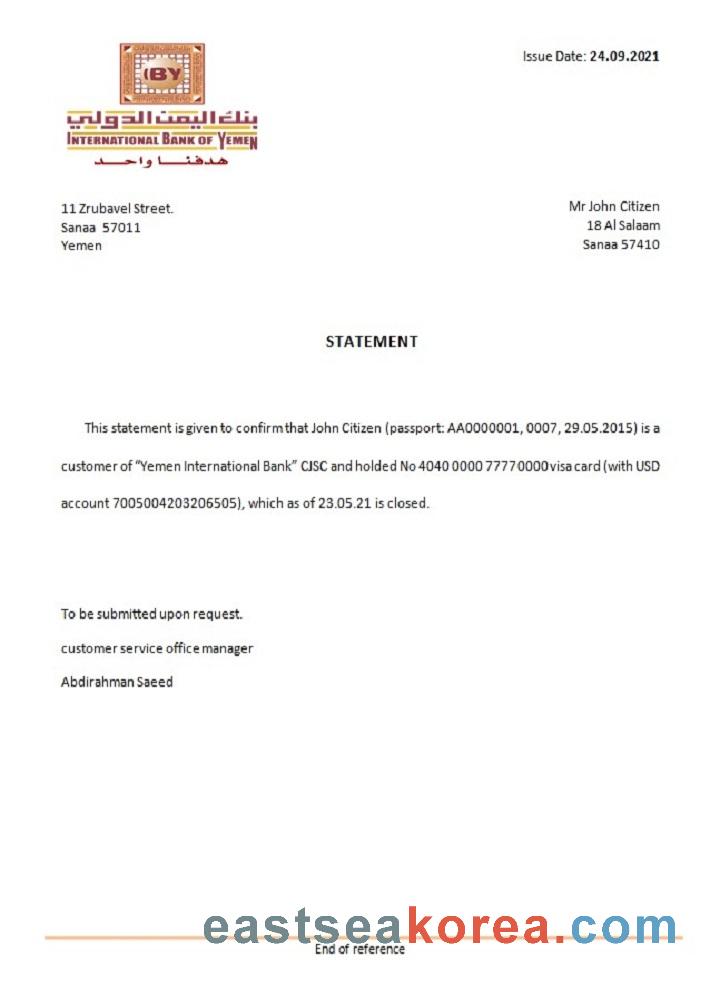 Issue Date: 24.09.2021
IBY
بنك اليمن الدولي
INTERNATIONAL BANK OF YEMEN
هدفنا واحد
11 Zrubavel Street.
Sanaa 57011
Yemen
Mr John Citizen
18 Al Salaam
Sanaa 57410
STATEMENT
This statement is given to confirm that John Citizen (passport: AA0000001, 0007, 29.05.2015) is a
customer of "Yemen International Bank" CJSC and holded No 4040 0000 7777 0000 visa card (with USD
account 7005004203206505), which as of 23.05.21 is closed.
To be submitted upon request.
customer service office manager
Abdirahman Saeed
eastseakorea.com
End of reference